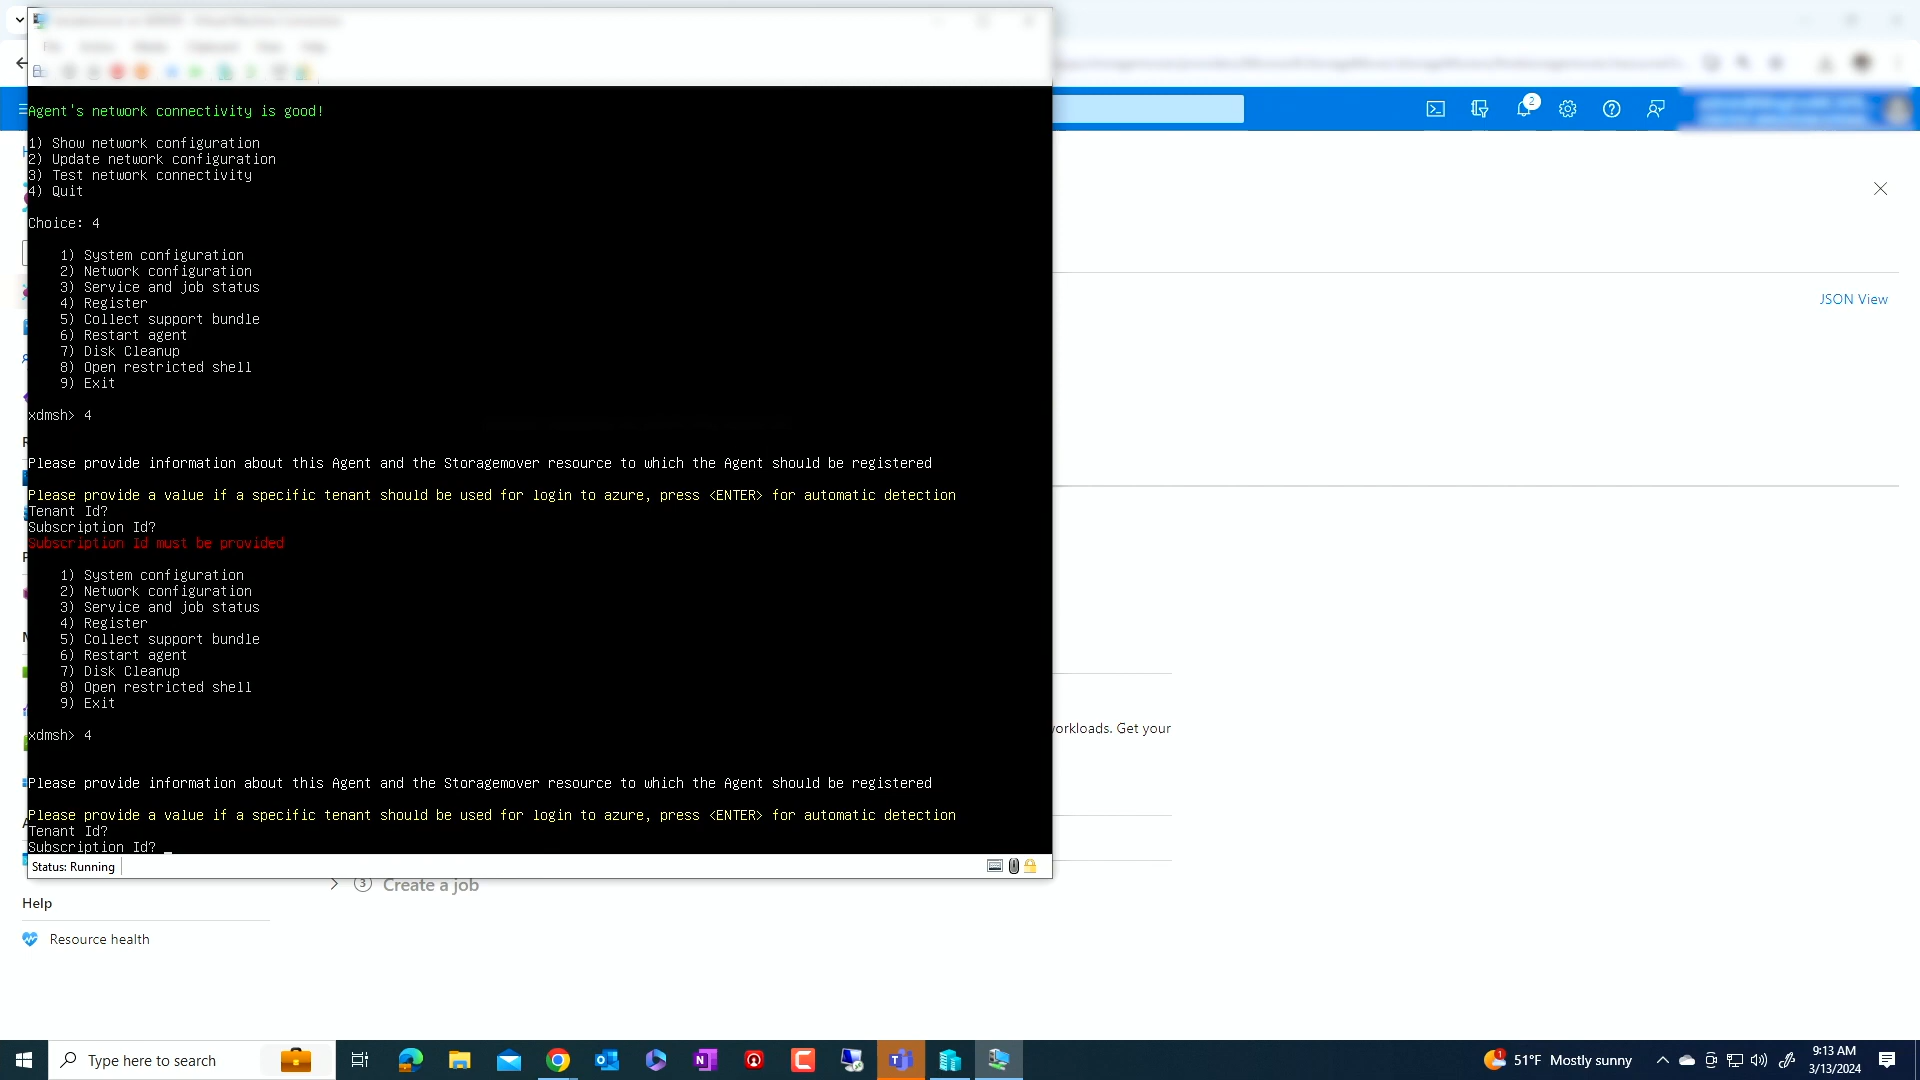 Agent's network connectivity is good!
1) Show network configuration
2) Update network configuration
3) Test network connectivity
4) Quit
Choice: 4
1) System configuration
2) Network configuration
3) Service and job status
4) Register
5) Collect support bundle
6) Restart agent
7) Disk Cleanup
8) Open restricted shell
9) Exit
xdmsh> 4
Please provide information about this Agent and the Storagemover resource to which the Agent should be registered
Please provide a value if a specific tenant should be used for login to azure, press <ENTER> for automatic detection
Tenant Id?
Subscription Id?
Subscription Id must be provided
1) System configuration
2) Network configuration
3) Service and job status
4) Register
5) Collect support bundle
6) Restart agent
7) Disk Cleanup
8) Open restricted shell
9) Exit
xdmsh> 4
Please provide information about this Agent and the Storagemover resource to which the Agent should be registered
Please provide a value if a specific tenant should be used for login to azure, press <ENTER> for automatic detection
Tenant Id?
Subscription Id? _
Status: Running
2
JSON View
workloads. Get your
3 Create a job
Help
Resource health
Type here to search
1
51°F Mostly sunny
9:13 AM
3/13/2024